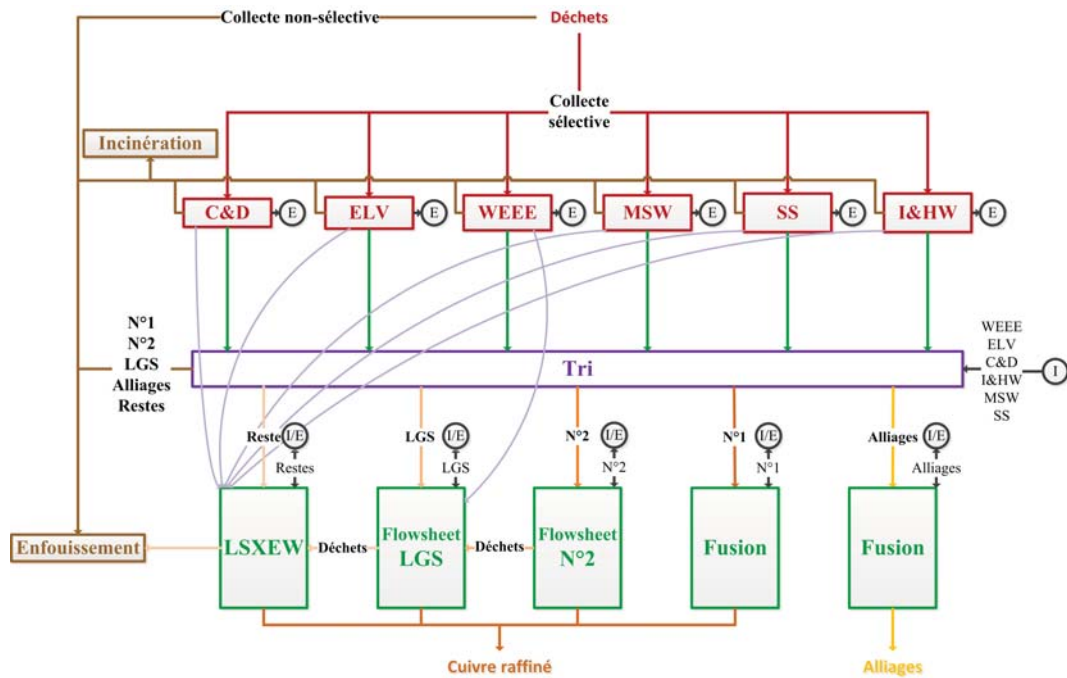 Collecte non-sélective
Déchets
Collecte
sélective
Incinération
C&D
E
ELV
E
WEEE
E
MSW
E
SS
E
I&HW
E
N°1
N°2
LGS
Alliages
Restes
Tri
WEEE
ELV
C&D
I&HW
MSW
SS
I
Reste
I/E
Restes
LGS
I/E
LGS
N°2
I/E
N°2
N°1
I/E
N°1
Alliages
I/E
Alliages
Enfouissement
LSXEW
Déchets
Flowsheet
LGS
Déchets
Flowsheet
N°2
Fusion
Fusion
Cuivre raffiné
Alliages